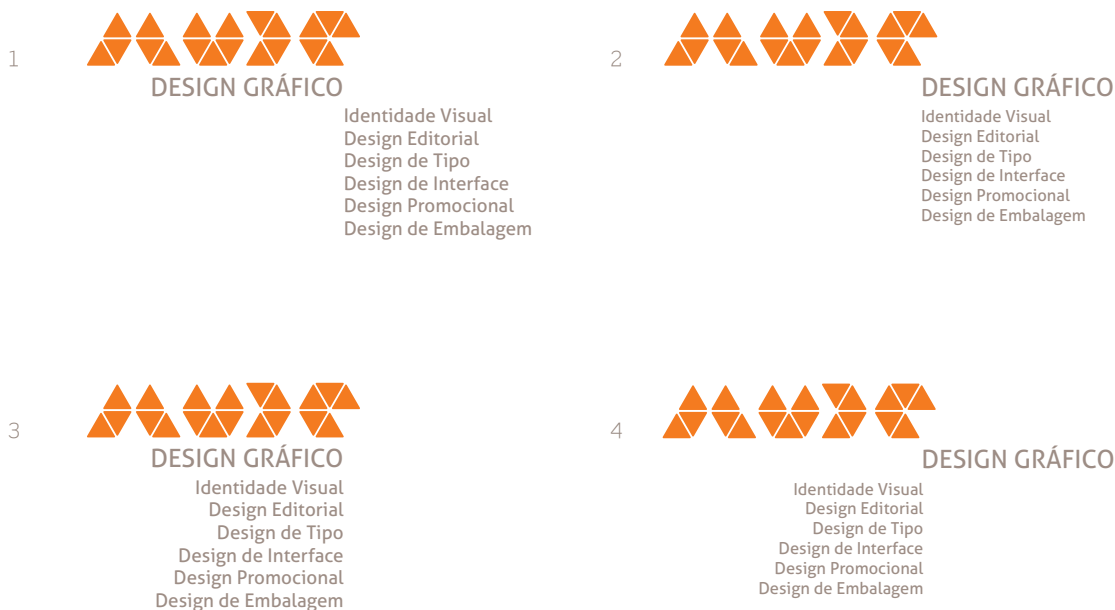 1
DESIGN GRÁFICO
Identidade Visual
Design Editorial
Design de Tipo
Design de Interface
Design Promocional
Design de Embalagem
2
DESIGN GRÁFICO
Identidade Visual
Design Editorial
Design de Tipo
Design de Interface
Design Promocional
Design de Embalagem
3
DESIGN GRÁFICO
Identidade Visual
Design Editorial
Design de Tipo
Design de Interface
Design Promocional
Design de Embalagem
4
DESIGN GRÁFICO
Identidade Visual
Design Editorial
Design de Tipo
Design de Interface
Design Promocional
Design de Embalagem